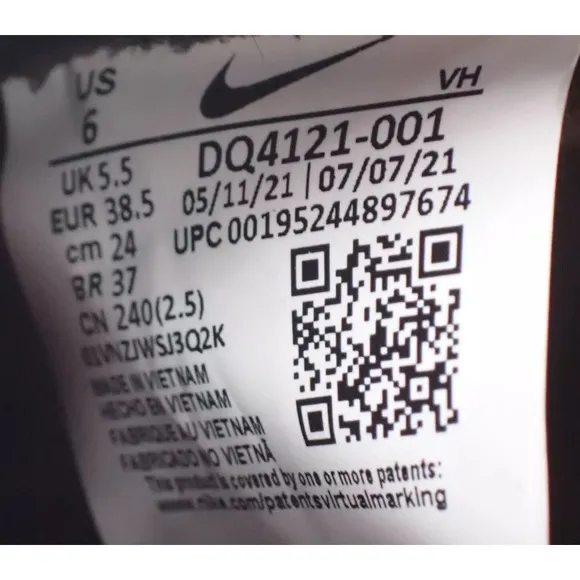 US
6
VH
UK 5.5
EUR 38.5
cm 24
BR 37
CN 240(2.5)
MADE IN VIETNAM
HECHO EN VIETNAM
FABRIQUE AU VIETNAM
FABRICADO NO VIETNÃ
DQ4121-001
05/11/21 | 07/07/21
UPC 00195244897674
This product is covered by one or more patents:
www.nike.com/patentsvirtualmarking